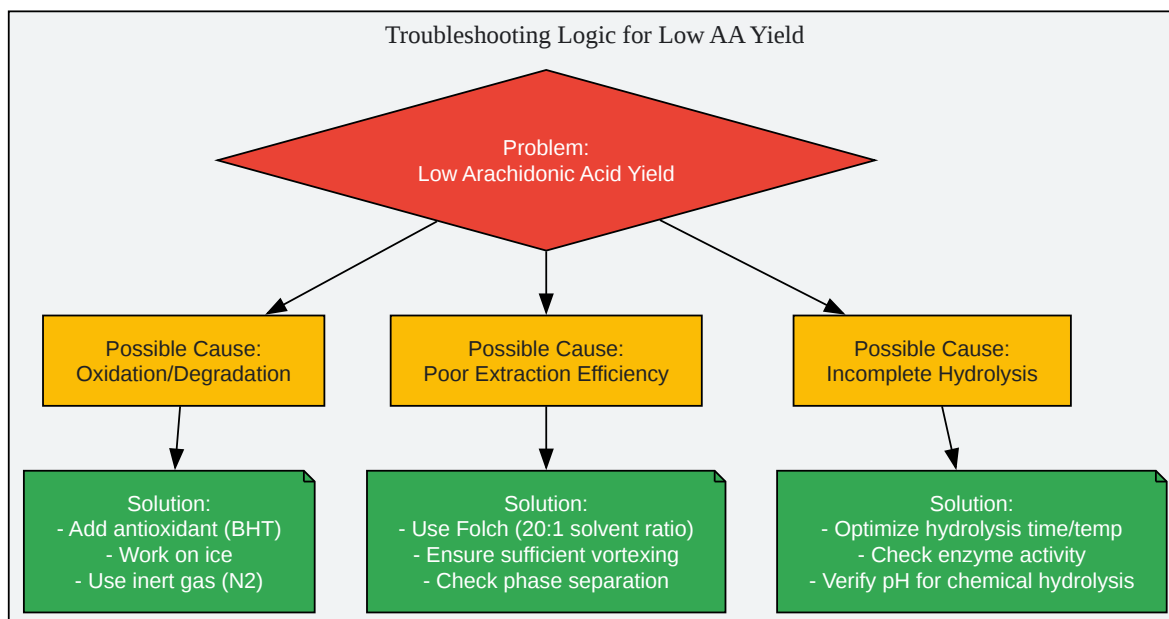 Troubleshooting Logic for Low AA Yield
Problem:
Low Arachidonic Acid Yield
Possible Cause:
Oxidation/Degradation
Possible Cause:
Poor Extraction Efficiency
Possible Cause:
Incomplete Hydrolysis
Solution:
- Add antioxidant (BHT)
- Work on ice
- Use inert gas (N2)
Solution:
- Use Folch (20:1 solvent ratio)
- Ensure sufficient vortexing
- Check phase separation
Solution:
- Optimize hydrolysis time/temp
- Check enzyme activity
- Verify pH for chemical hydrolysis